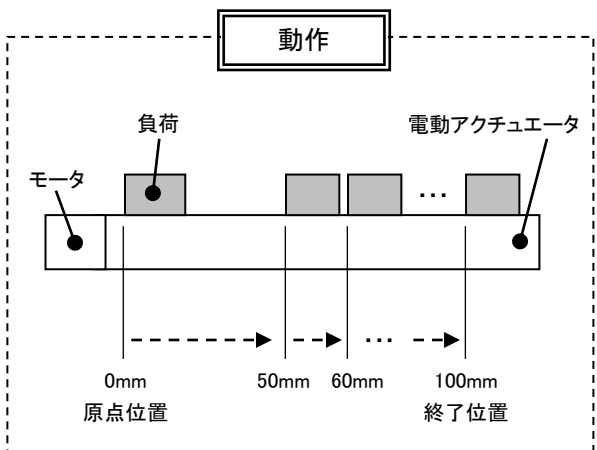 動作
負荷
電動アクチュエータ
モータ
...
...
0mm
50mm
60mm
100mm
原点位置
終了位置